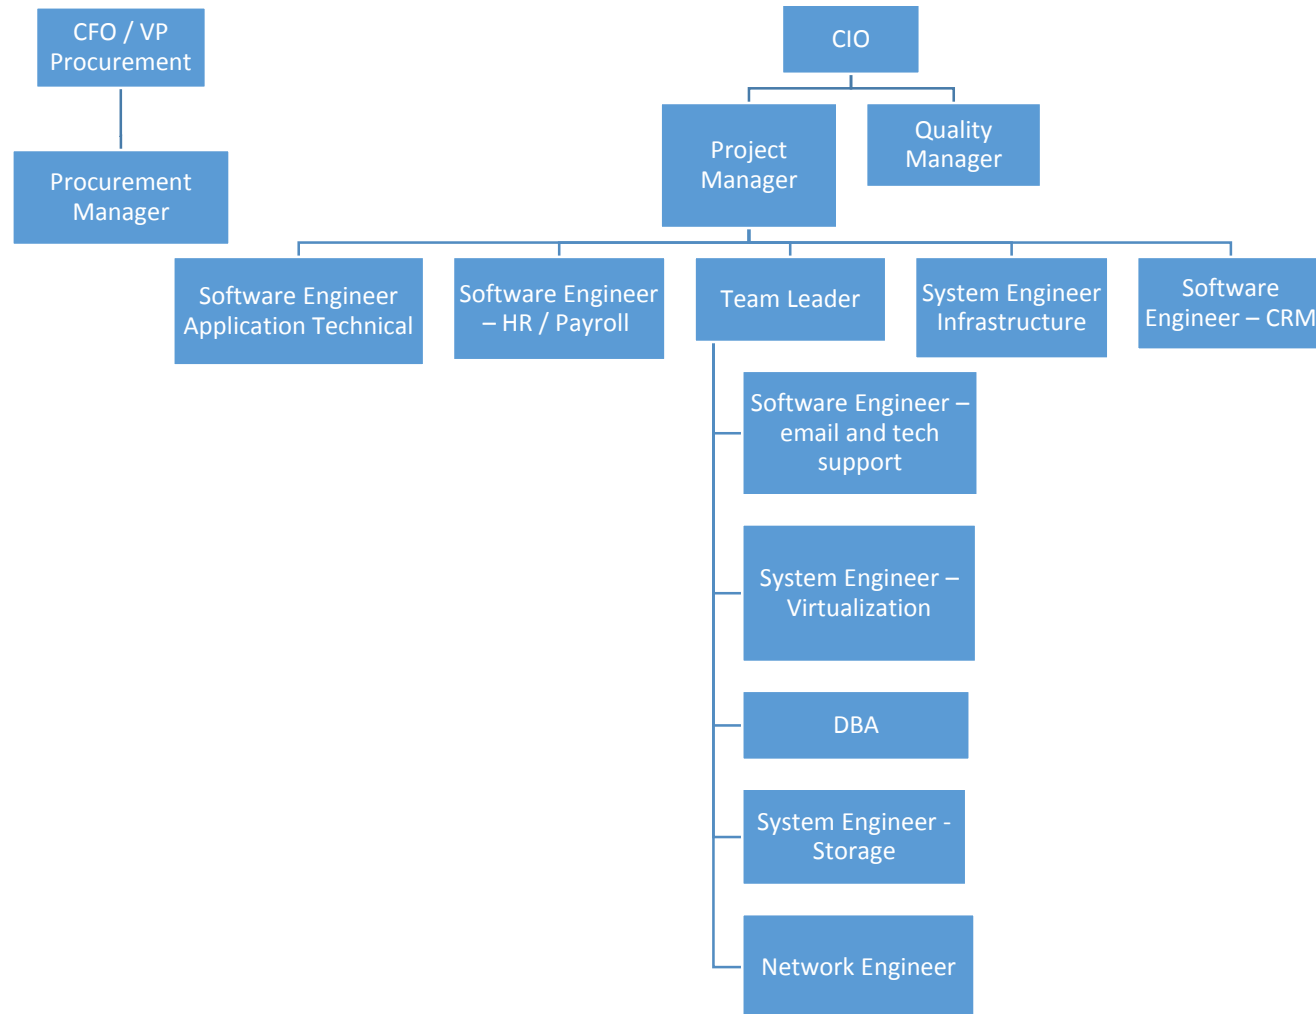 CFO / VP
Procurement
CIO
Procurement
Manager
Project
Manager
Quality
Manager
Software Engineer
Application Technical
Software Engineer
– HR / Payroll
Team Leader
System Engineer
Infrastructure
Software
Engineer – CRM
Software Engineer –
email and tech
support
System Engineer –
Virtualization
DBA
System Engineer -
Storage
Network Engineer